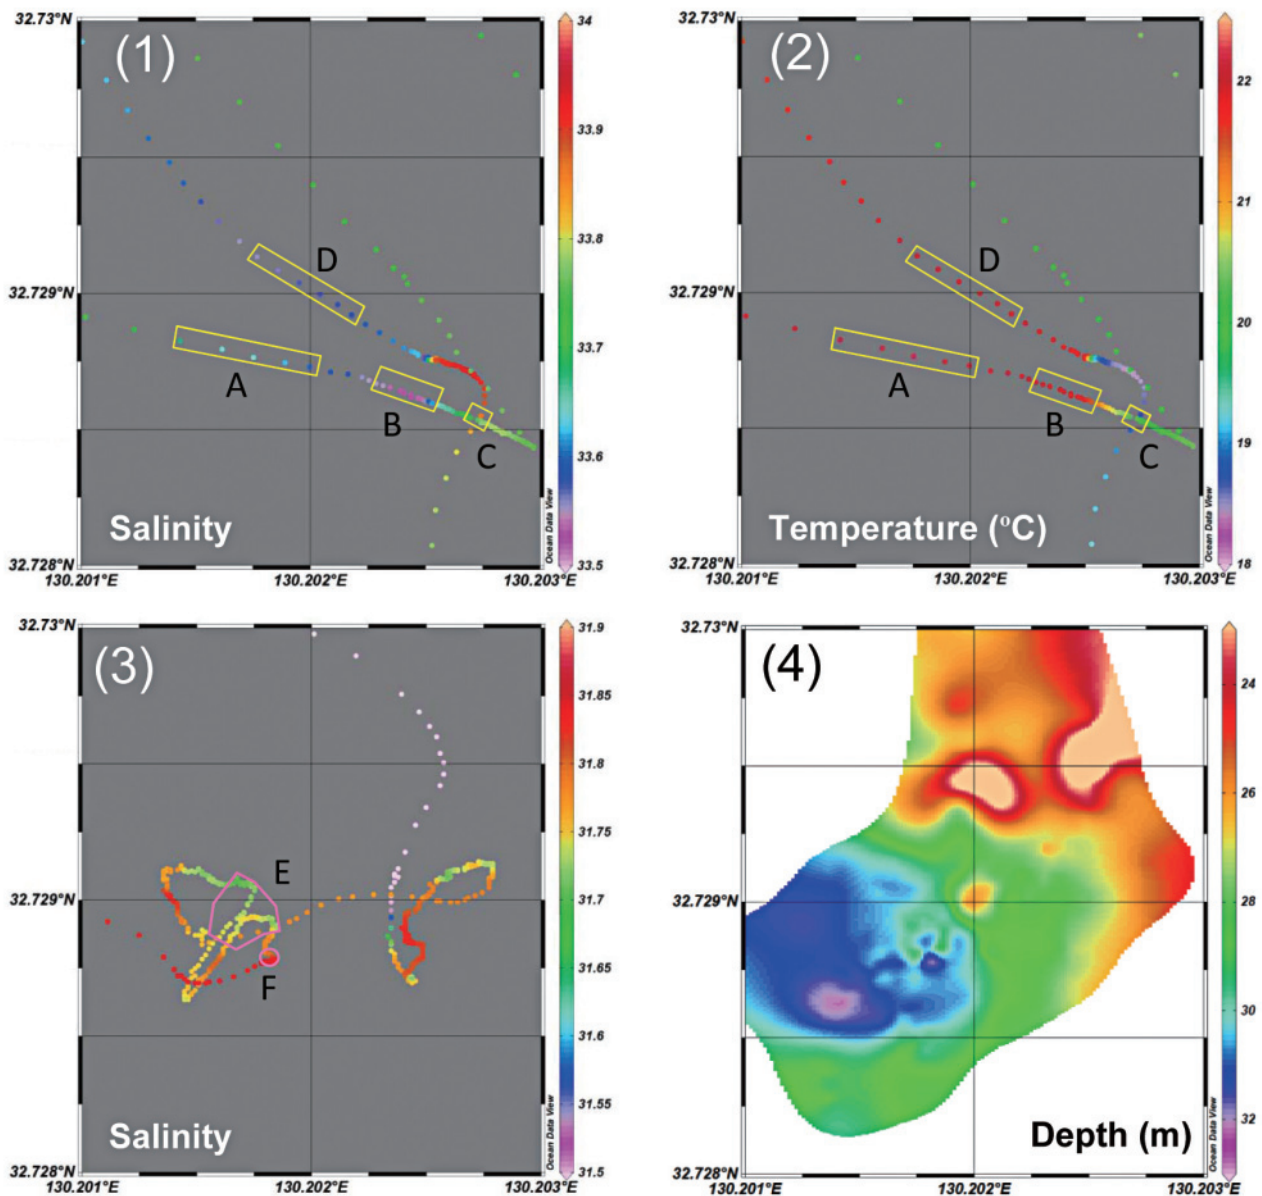 32.73°N
(1)
34
33.9
33.8
33.7
33.6
33.5
D
32.729°N
A
B
C
Salinity
Ocean Data View
32.728°N
130.201°E
130.202°E
130.203°E
32.73°N
(2)
22
21
20
19
18
D
32.729°N
A
B
C
Temperature (°C)
Ocean Data View
32.728°N
130.201°E
130.202°E
130.203°E
32.73°N
(3)
31.9
31.85
31.8
31.75
31.7
31.65
31.6
31.55
31.5
E
32.729°N
F
Salinity
Ocean Data View
32.728°N
130.201°E
130.202°E
130.203°E
32.73°N
(4)
24
26
28
30
32
32.729°N
Depth (m)
Ocean Data View
32.728°N
130.201°E
130.202°E
130.203°E